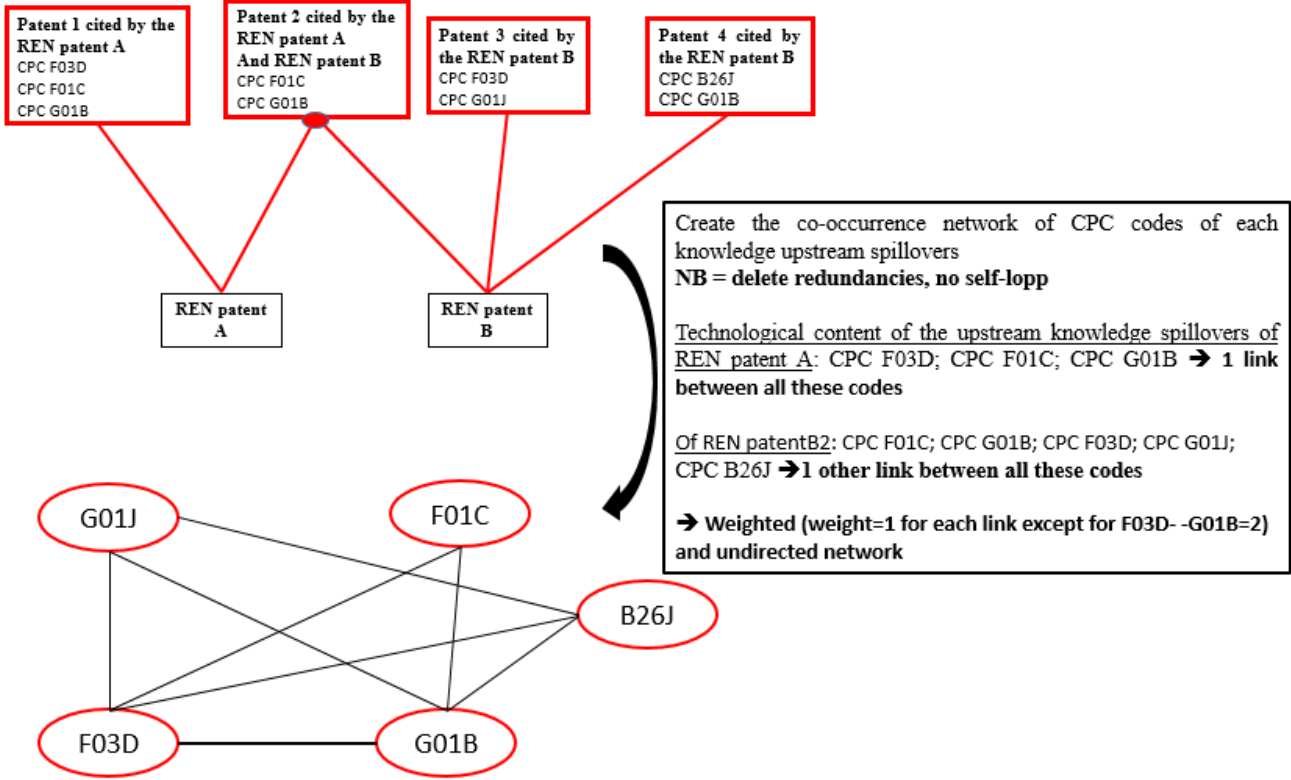 Patent 1 cited by the
REN patent A
CPC F03D
CPC F01C
CPC G01B
Patent 2 cited by the
REN patent A
And REN patent B
CPC F01C
CPC G01B
Patent 3 cited by
the REN patent B
CPC F03D
CPC G01J
Patent 4 cited by
the REN patent B
CPC B26J
CPC G01B
REN patent
A
REN patent
B
Create the co-occurrence network of CPC codes of each
knowledge upstream spillovers
NB = delete redundancies, no self-lopp
Technological content of the upstream knowledge spillovers of
REN patent A: CPC F03D; CPC F01C; CPC G01B ➔ 1 link
between all these codes
Of REN patentB2: CPC F01C; CPC G01B; CPC F03D; CPC G01J;
CPC B26J ➔1 other link between all these codes
➔ Weighted (weight=1 for each link except for F03D- -G01B=2)
and undirected network
G01J
F01C
B26J
F03D
G01B